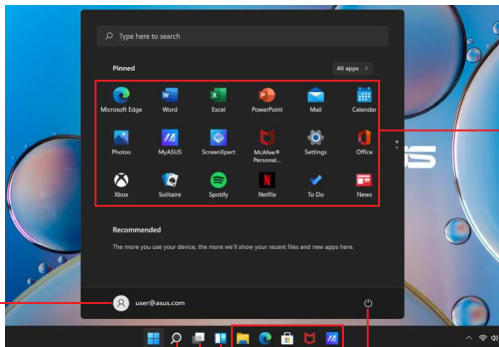 Type here to search
Pinned
All apps >
Microsoft Edge
Word
Excel
PowerPoint
Mail
Calendar
Photos
MyASUS
ScreenXpert
McAfee®
Personal...
Settings
Office
Xbox
Solitaire
Spotify
Netflix
To Do
News
Recommended
The more you use your device, the more we'll show your recent files and new apps here.
user@asus.com